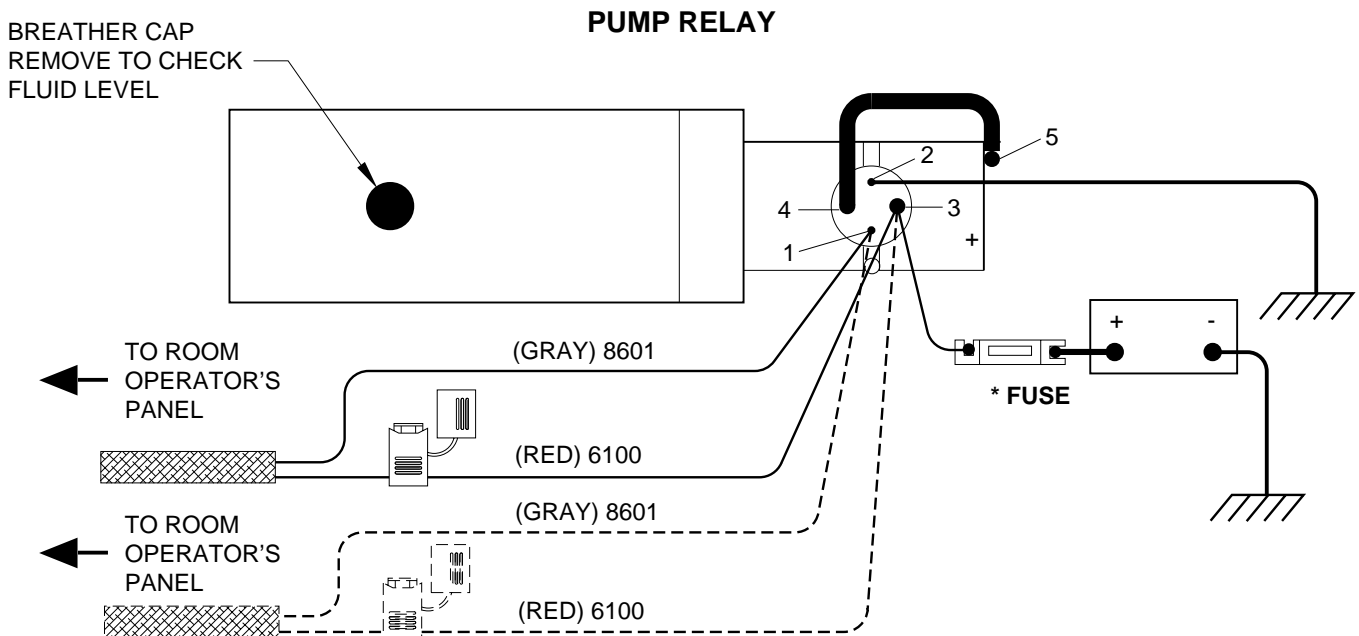 PUMP RELAY
BREATHER CAP
REMOVE TO CHECK
FLUID LEVEL
5
2
4
3
1
+
+ -
* FUSE
TO ROOM
OPERATOR'S
PANEL
(GRAY) 8601
(RED) 6100
TO ROOM
OPERATOR'S
PANEL
(GRAY) 8601
(RED) 6100